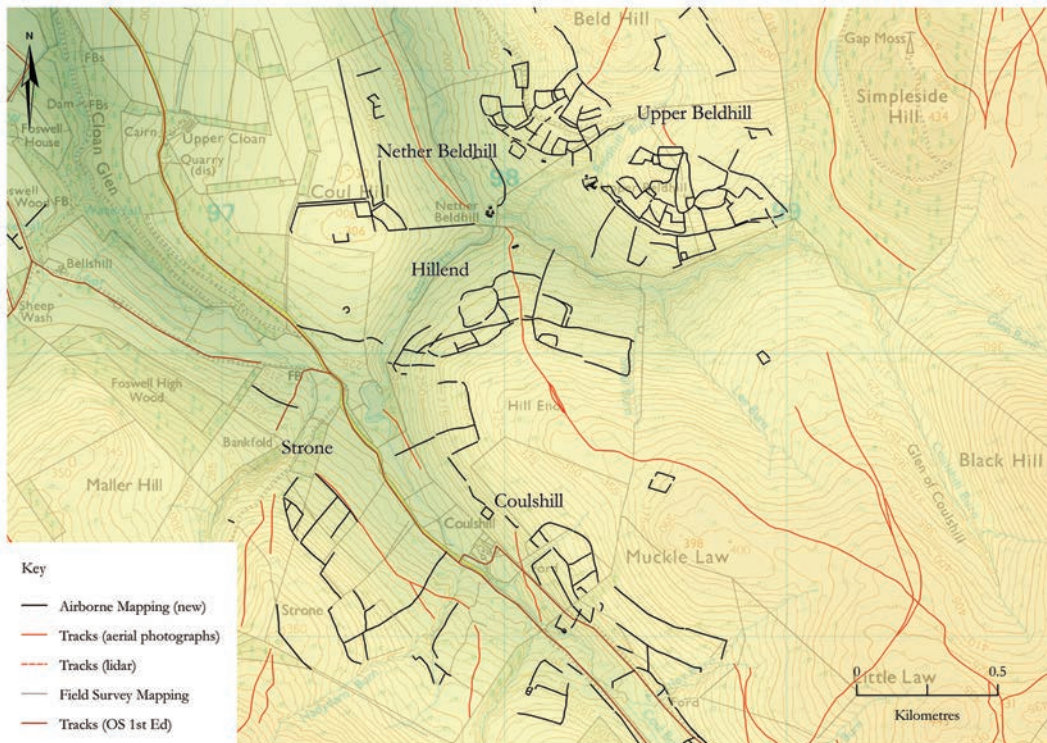 N
Beld Hill
Gap Moss
Simpleside
Hill
434
FBs
Dam
FBs
Foswell
House
Cloan Glen
Cairn
Upper Cloan
Quarry
(dis)
Upper Beldhill
Nether Beldhill
98
97
99
Coul Hill
306
Nether
Beldhill
FB
Bellshill
Hillend
Sheep
Wash
Foswell High
Wood
FB
Hill End
Bankfold
Strone
Maller Hill
Black Hill
Glen of Coulshill
Coulshill
Coulshill
Ford
Muckle Law
398
400
Strone
Little Law
Ford
Key
Airborne Mapping (new)
Tracks (aerial photographs)
Tracks (lidar)
Field Survey Mapping
Tracks (OS 1st Ed)
0
0.5
Kilometres